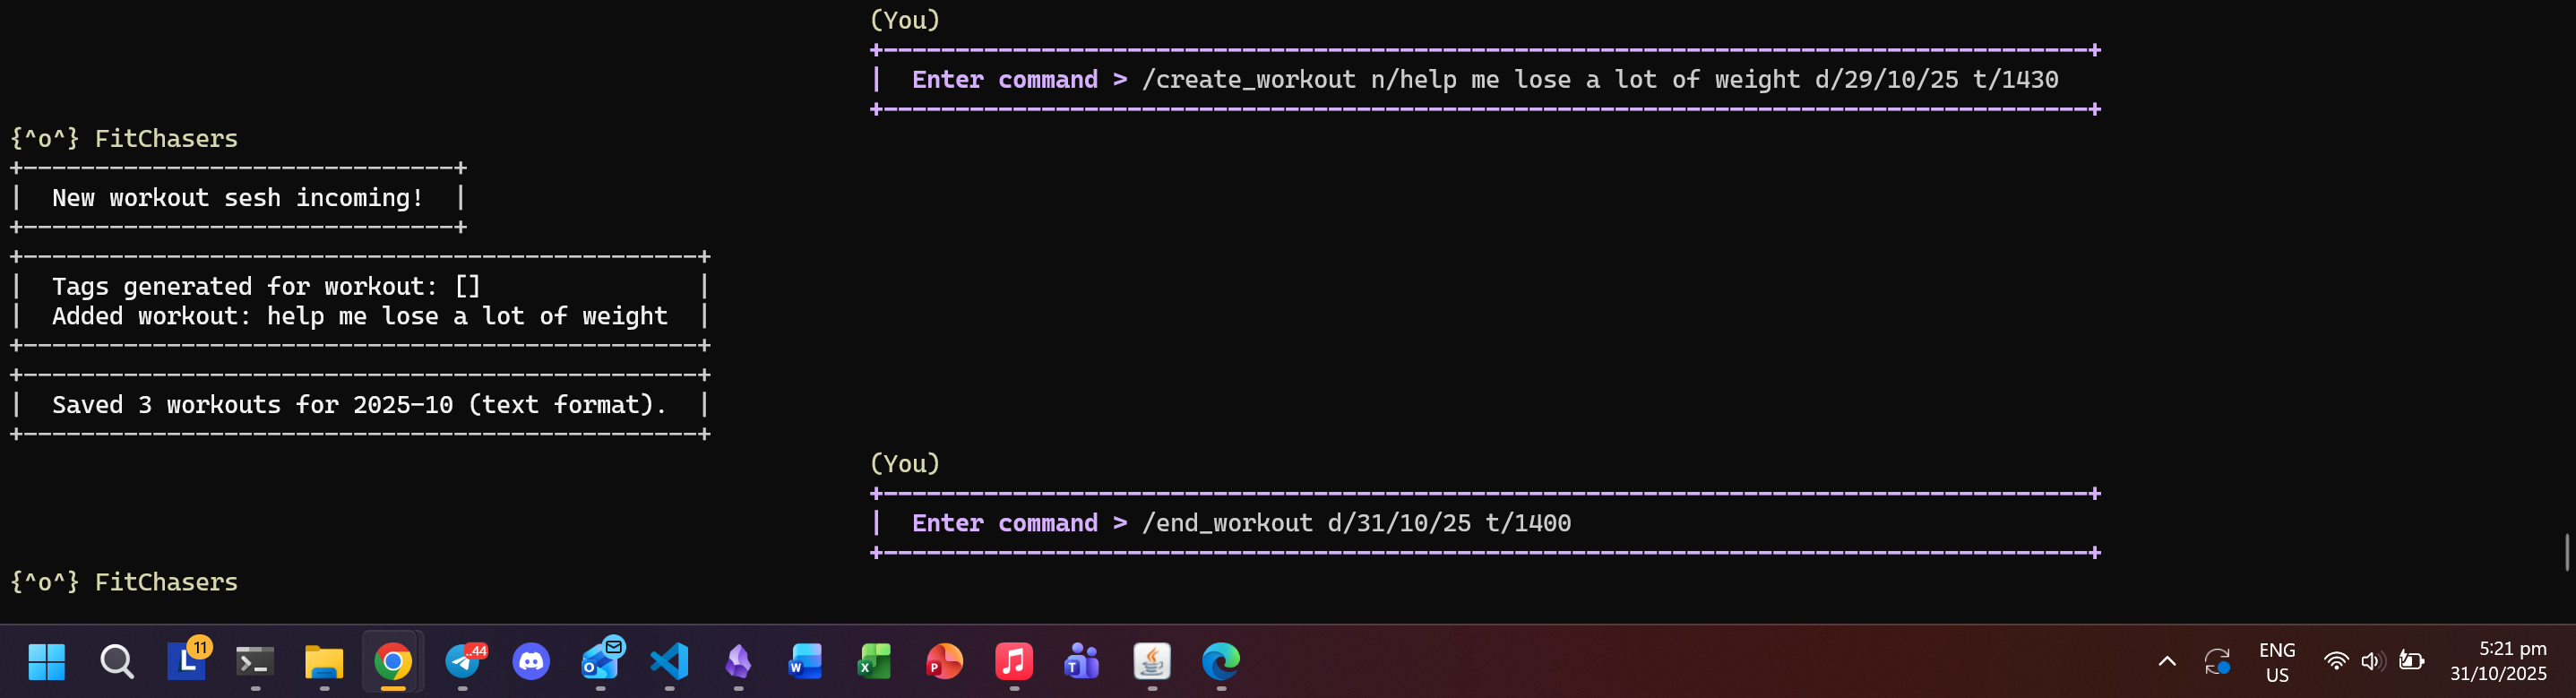 (You)
Enter command > /create_workout n/help me lose a lot of weight d/29/10/25 t/1430
{^o^} FitChasers
New workout sesh incoming!
Tags generated for workout: []
Added workout: help me lose a lot of weight
Saved 3 workouts for 2025-10 (text format).
(You)
Enter command > /end_workout d/31/10/25 t/1400
{^o^} FitChasers
L
11
..44
O
W
X
P
T
ENG
US
5:21 pm
31/10/2025